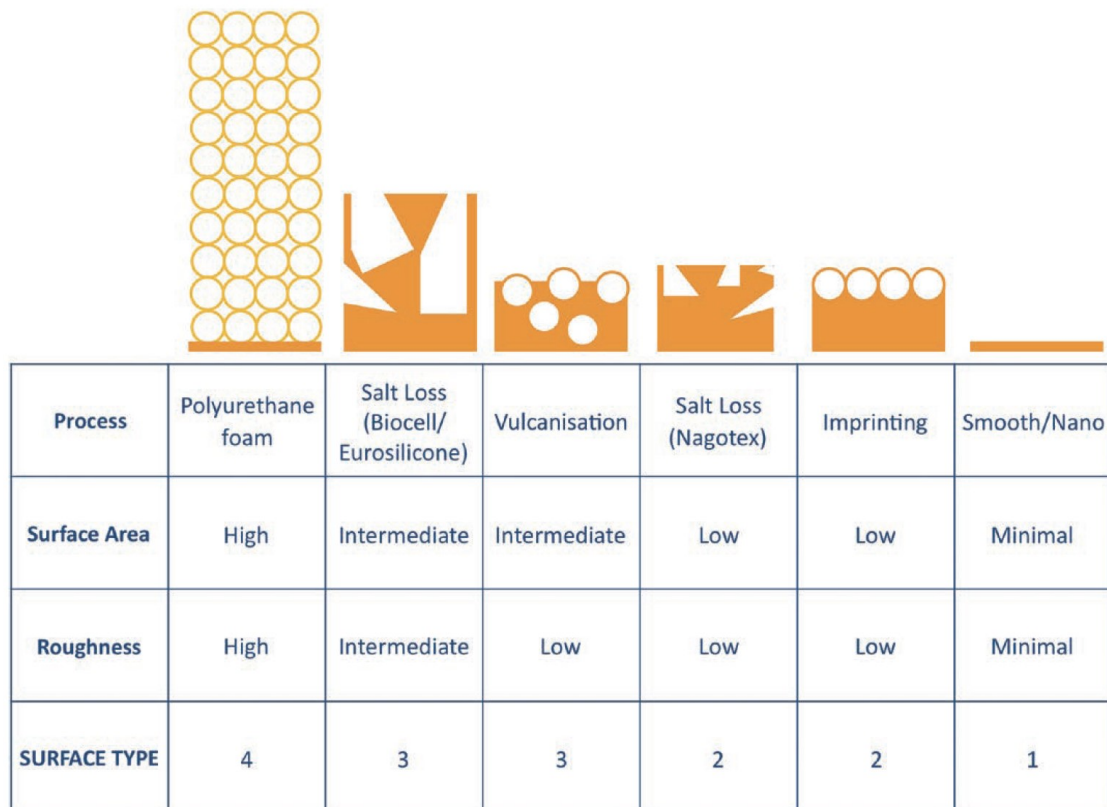 Process Polyurethane foam Salt Loss (Biocell/ Eurosilicone) Vulcanisation Salt Loss (Nagotex) Imprinting Smooth/Nano
Surface Area High Intermediate Intermediate Low Low Minimal
Roughness High Intermediate Low Low Low Minimal
SURFACE TYPE 4 3 3 2 2 1